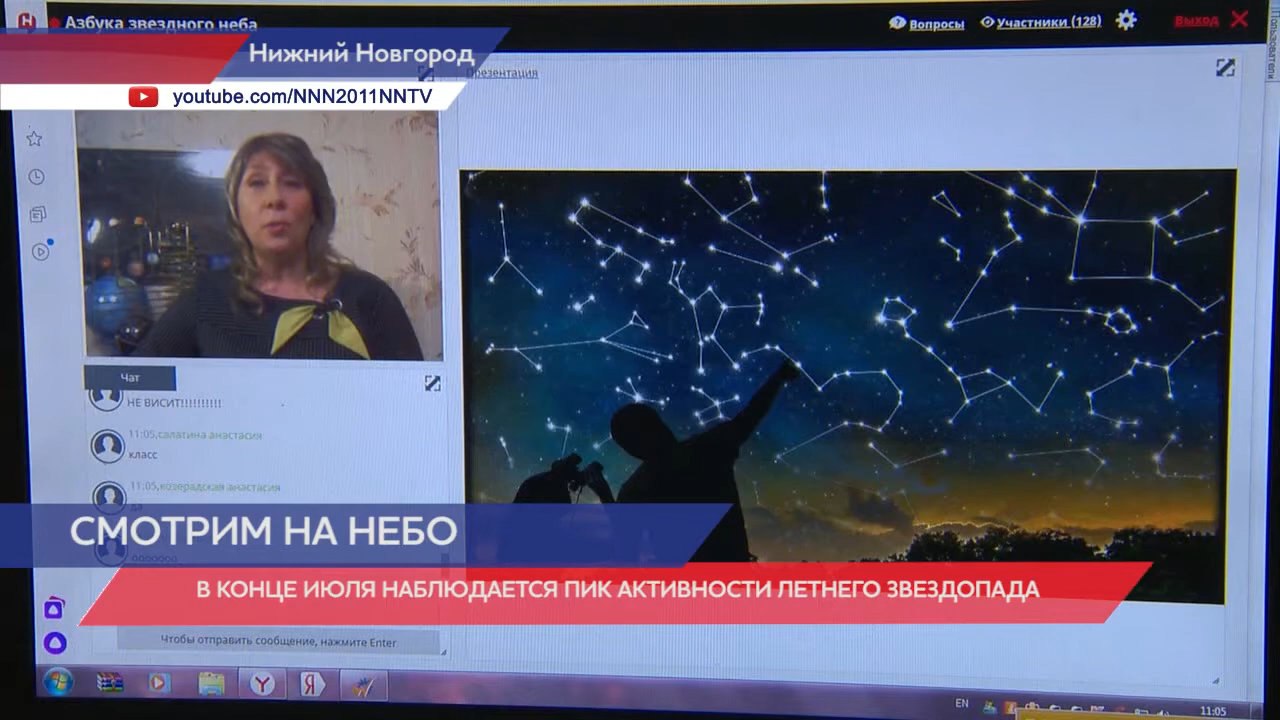 Азбука звездного неба
Вопросы
Участники (128)
Выход
Нижний Новгород
Презентация
youtube.com/NNN2011NNTV
Чат
НЕ ВИСИТ!!!!!!!!!!
11:05,салатина анастасия
класс
11:05,козерадская анастасия
да
СМОТРИМ НА НЕБО
В КОНЦЕ ИЮЛЯ НАБЛЮДАЕТСЯ ПИК АКТИВНОСТИ ЛЕТНЕГО ЗВЕЗДОПАДА
Чтобы отправить сообщение, нажмите Enter
EN
11:05